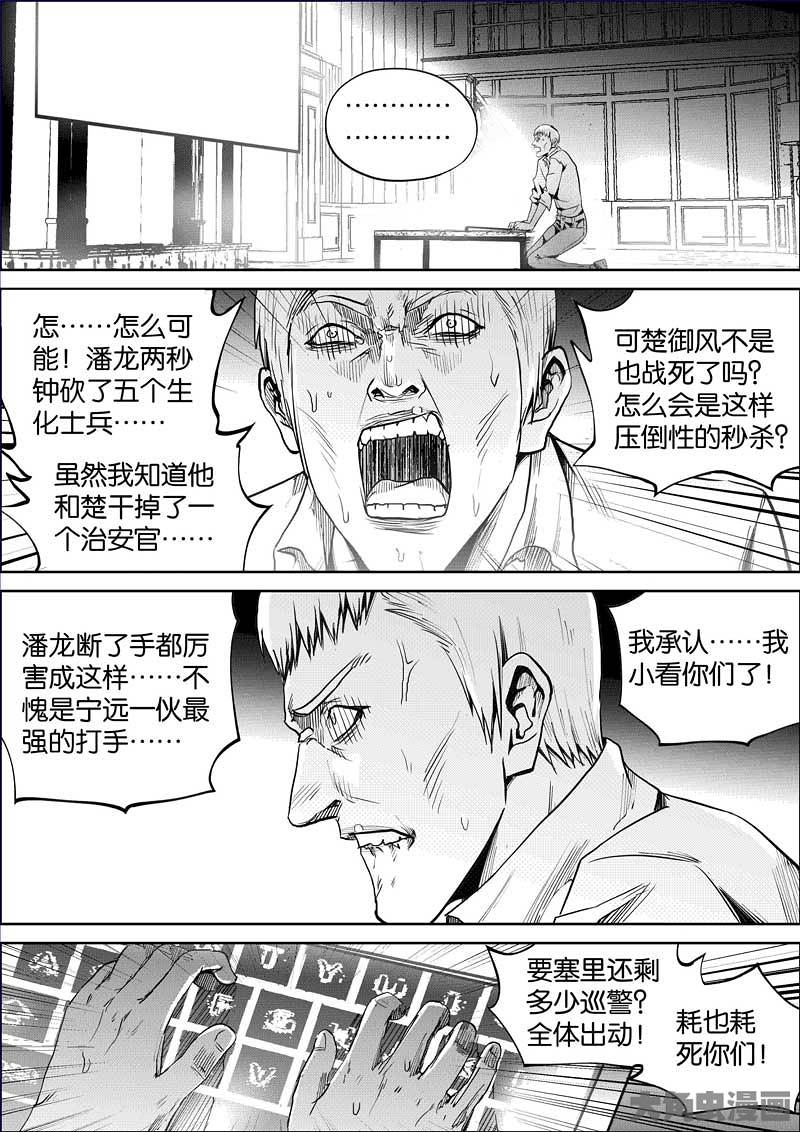 …………
…………
怎……怎么可
能！潘龙两秒
钟砍了五个生
化士兵……
虽然我知道他
和楚干掉了一
个治安官……
可楚御风不是
也战死了吗？
怎么会是这样
压倒性的秒杀？
潘龙断了手都厉
害成这样……不
愧是宁远一伙最
强的打手……
我承认……我
小看你们了！
要塞里还剩
多少巡警？
全体出动！
耗也耗
死你们！
大角虫漫画